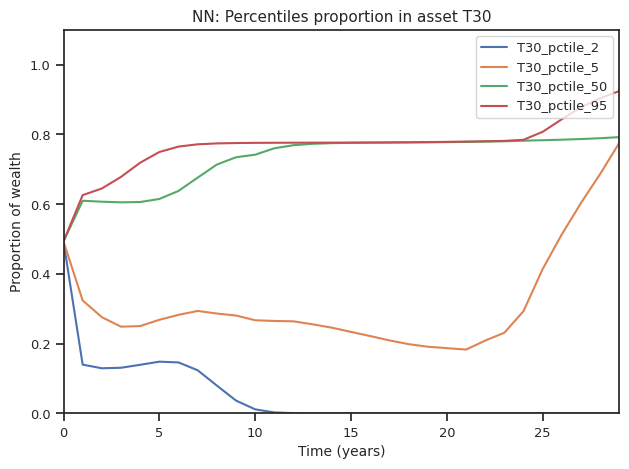 NN: Percentiles proportion in asset T30
T30_pctile_2
T30_pctile_5
T30_pctile_50
T30_pctile_95
1.0
0.8
0.6
0.4
0.2
0.0
Proportion of wealth
0 5 10 15 20 25
Time (years)